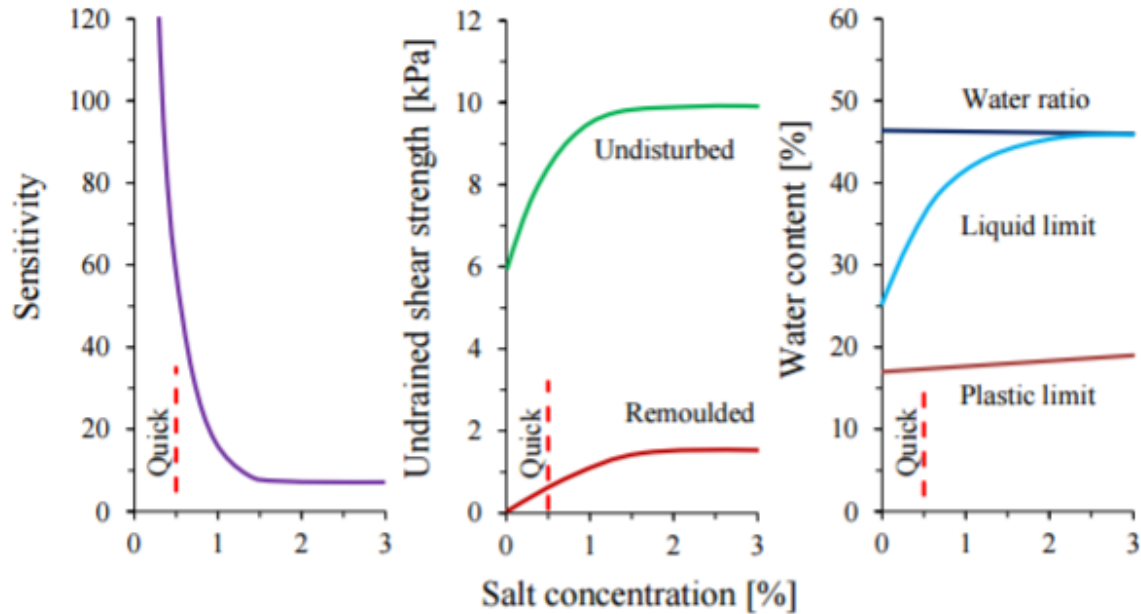 Sensitivity
120
100
80
60
40
20
0
Quick
0 1 2 3
Undrained shear strength [kPa]
12
10
8
6
4
2
0
Undisturbed
Remoulded
Quick
0 1 2 3
Water content [%]
60
50
40
30
20
10
0
Water ratio
Liquid limit
Plastic limit
Quick
0 1 2 3
Salt concentration [%]